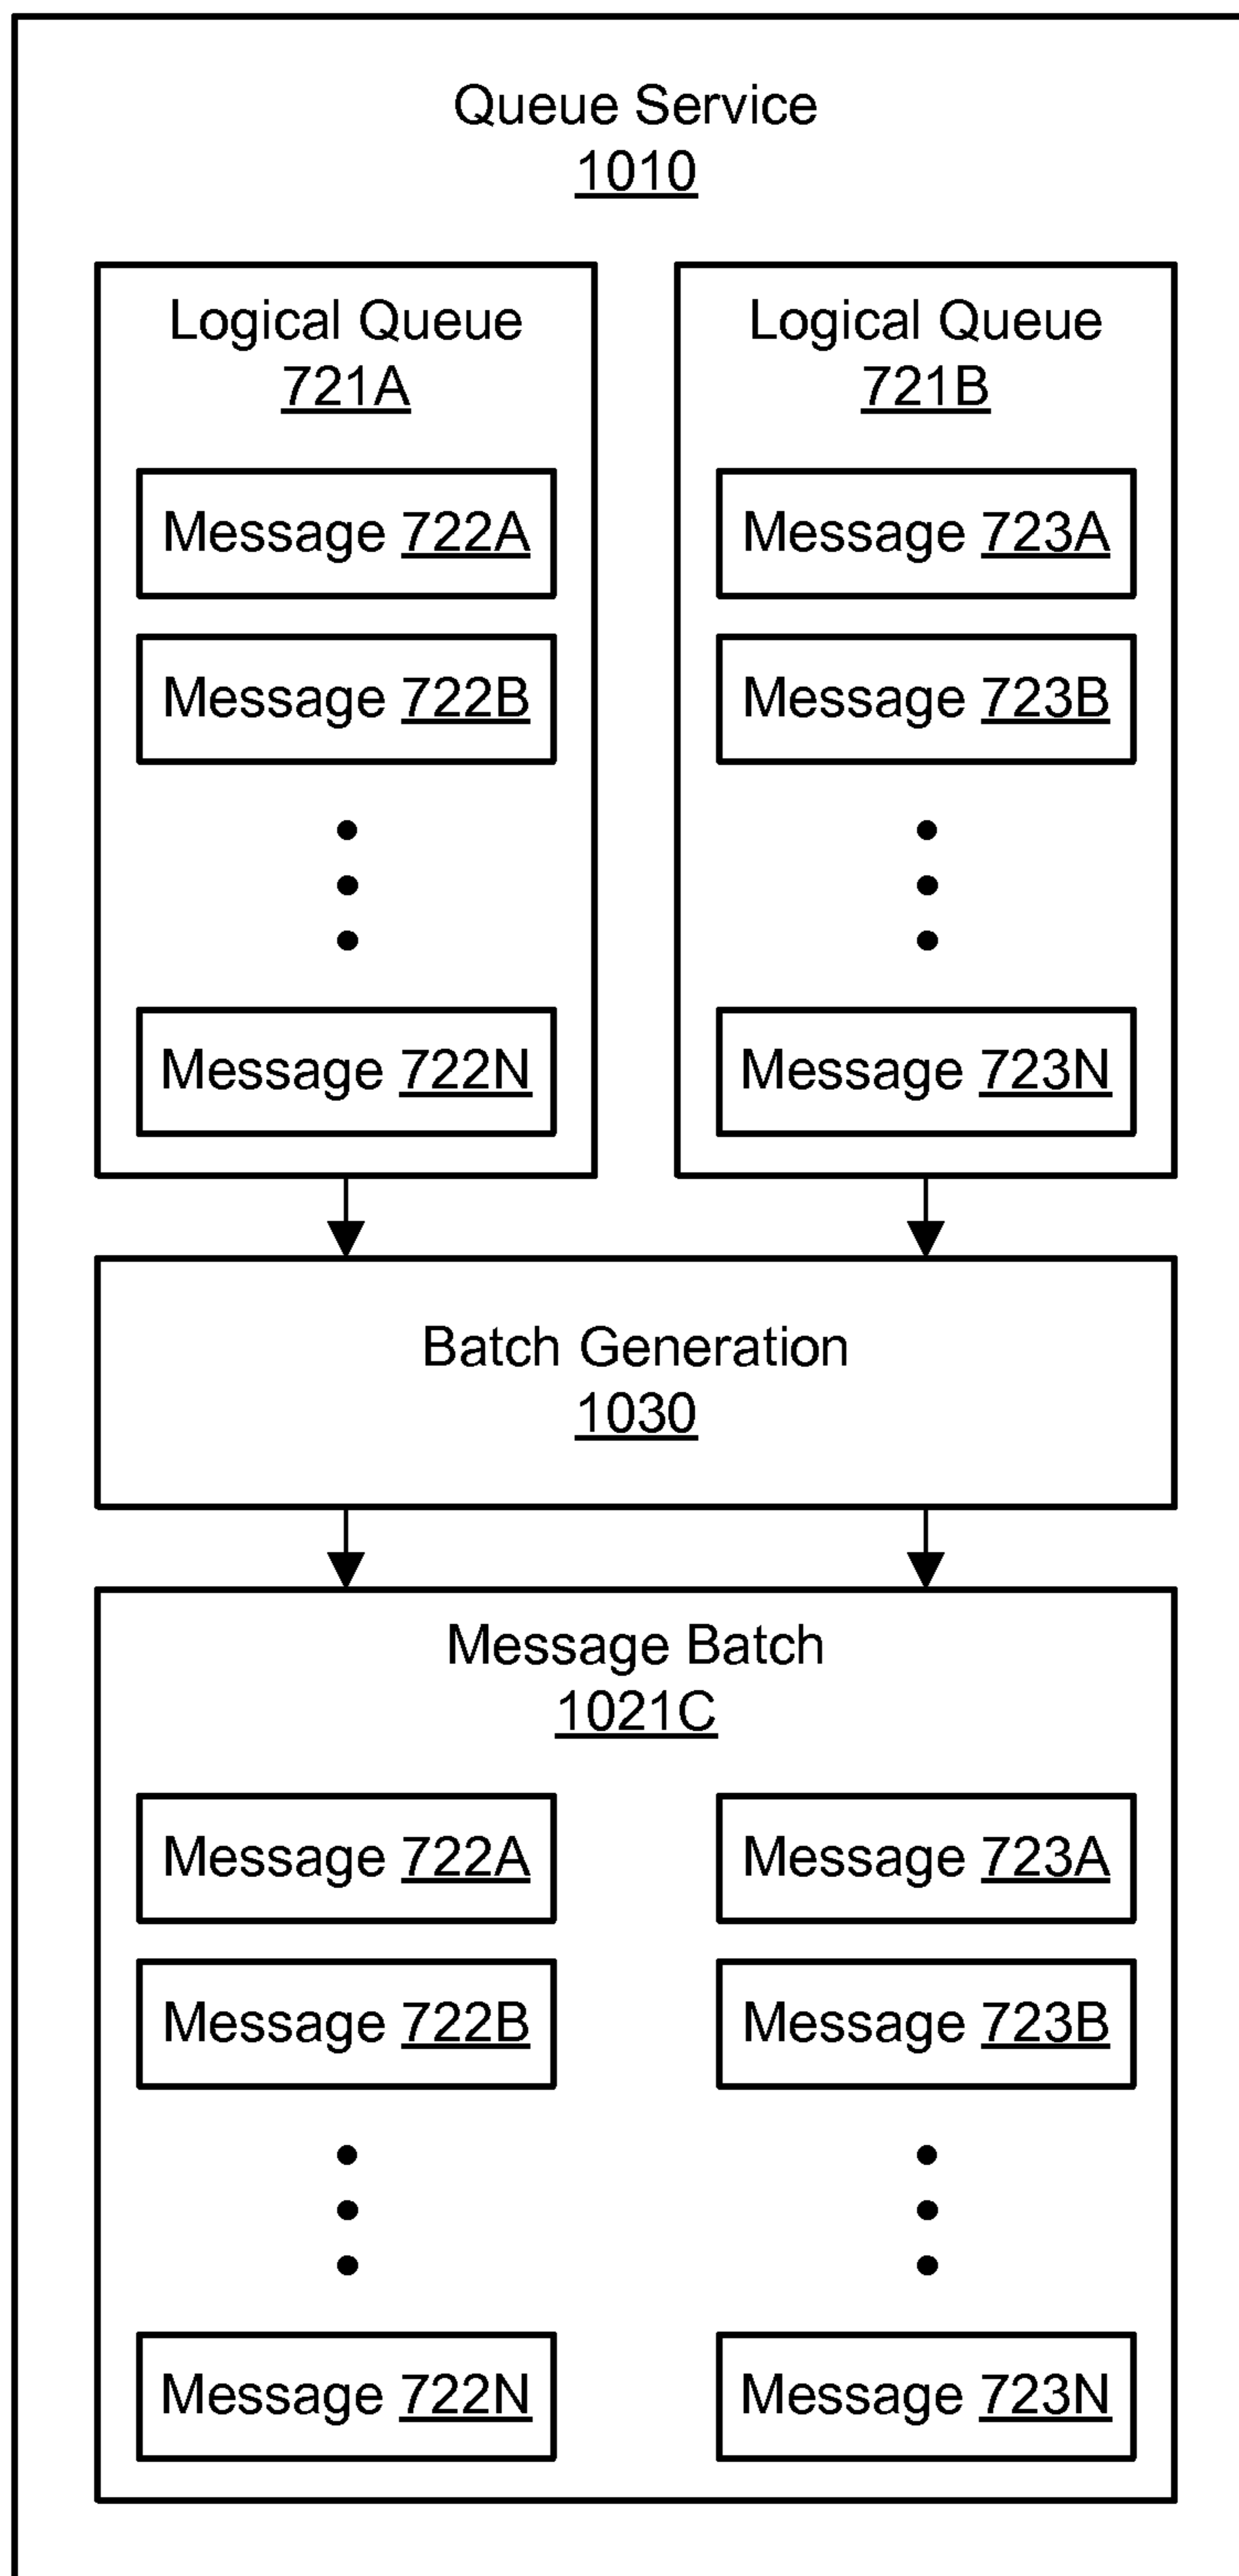 Queue Service
1010
Logical Queue
721A
Message 722A
Message 722B
Message 722N
Logical Queue
721B
Message 723A
Message 723B
Message 723N
Batch Generation
1030
Message Batch
1021C
Message 722A
Message 722B
Message 722N
Message 723A
Message 723B
Message 723N